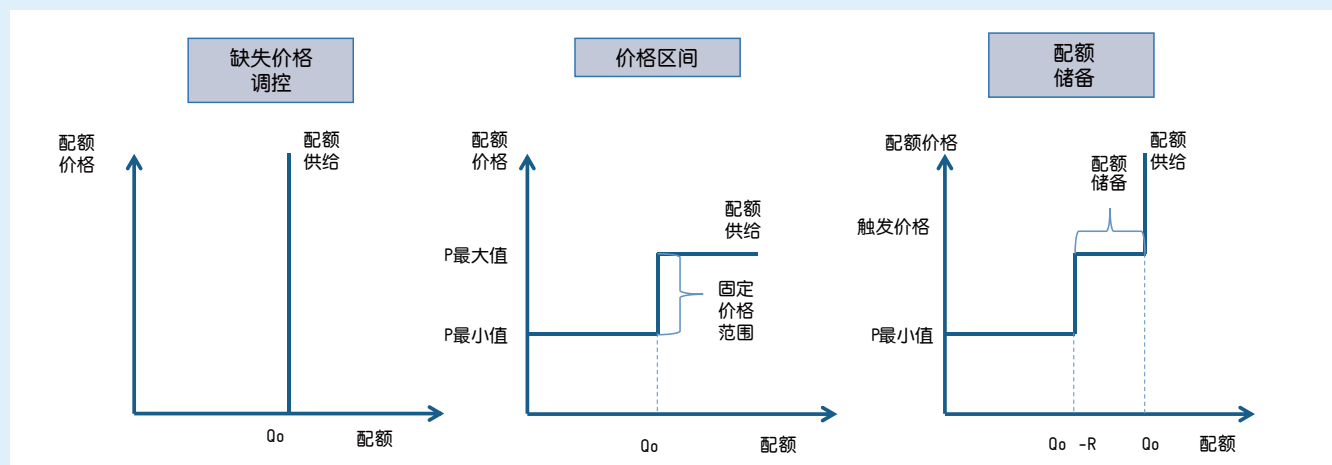 缺失价格
调控
配额
价格
配额
供给
Qo
配额
价格区间
配额
价格
配额
供给
P最大值
固定
价格
范围
P最小值
Qo
配额
配额
储备
配额价格
配额
供给
配额
储备
触发价格
P最小值
Qo -R
Qo
配额